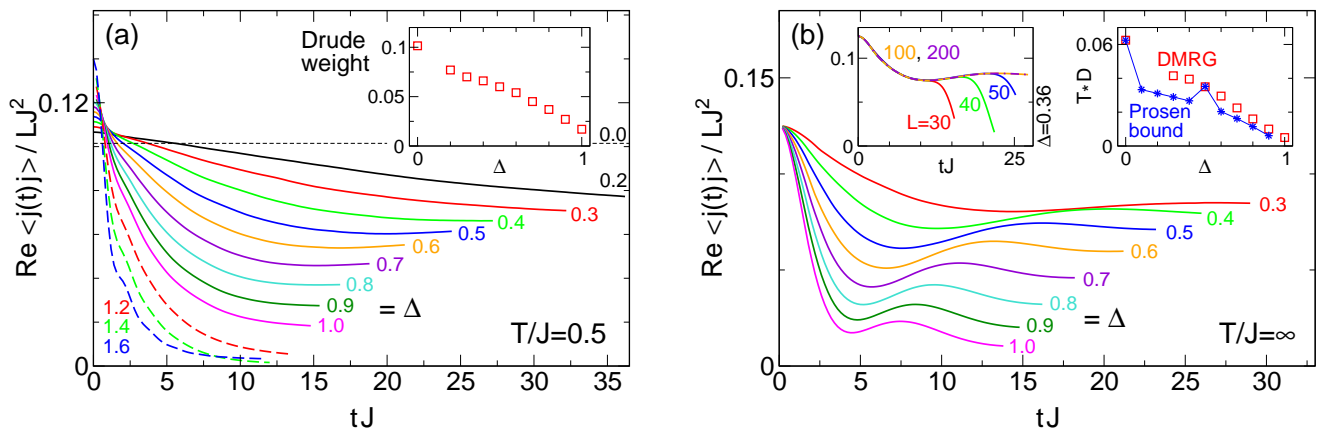 (a)
Drude
weight
0.1
0.05
0
0
1
Δ
0.12
0
Re <j(t)j> / LJ²
0.0
0.2
0.3
0.4
0.5
0.6
0.7
0.8
0.9
1.0
= Δ
1.2
1.4
1.6
T/J=0.5
0 5 10 15 20 25 30 35
tJ
(b)
0.15
0
Re <j(t)j> / LJ²
0.1
0
100, 200
50
40
L=30
0 25
tJ
Δ=0.36
0.06
0
T*D
DMRG
Prosen
bound
0 1
Δ
0.3
0.4
0.5
0.6
0.7
0.8
0.9
1.0
= Δ
T/J=∞
0 5 10 15 20 25 30
tJ